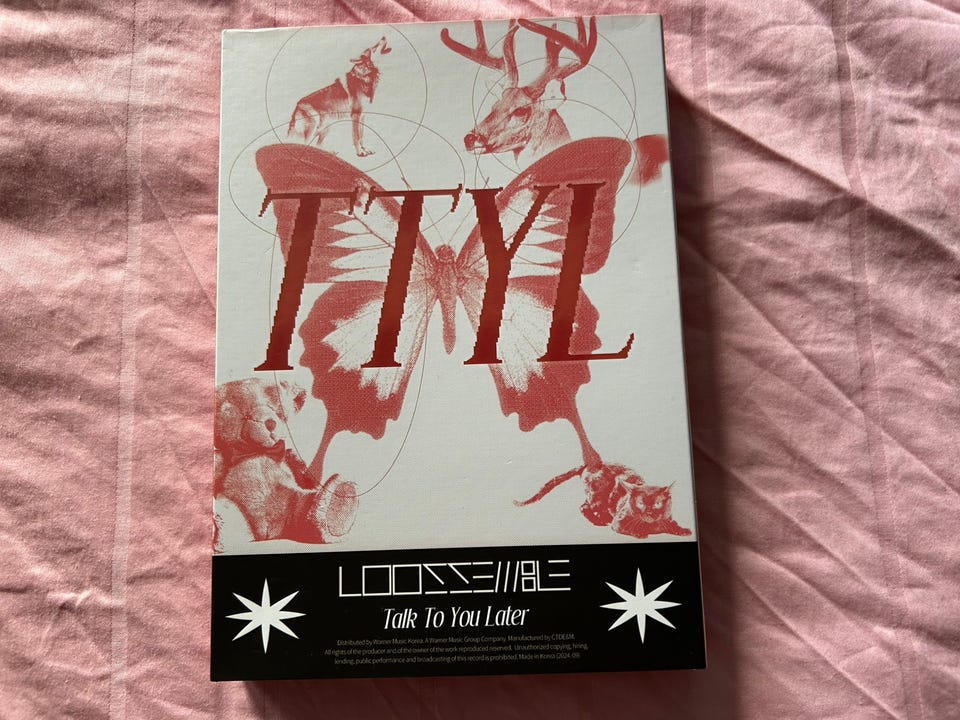 TTYL
LOOSSEMBLE
Talk To You Later
Distributed by Warner Music Korea. A Warner Music Group Company. Manufactured by CTDE&M.
All rights of the producer and of the owner of the work reproduced reserved. Unauthorized copying, hiring,
lending, public performance and broadcasting of this record is prohibited. Made in Korea (2024. 09)